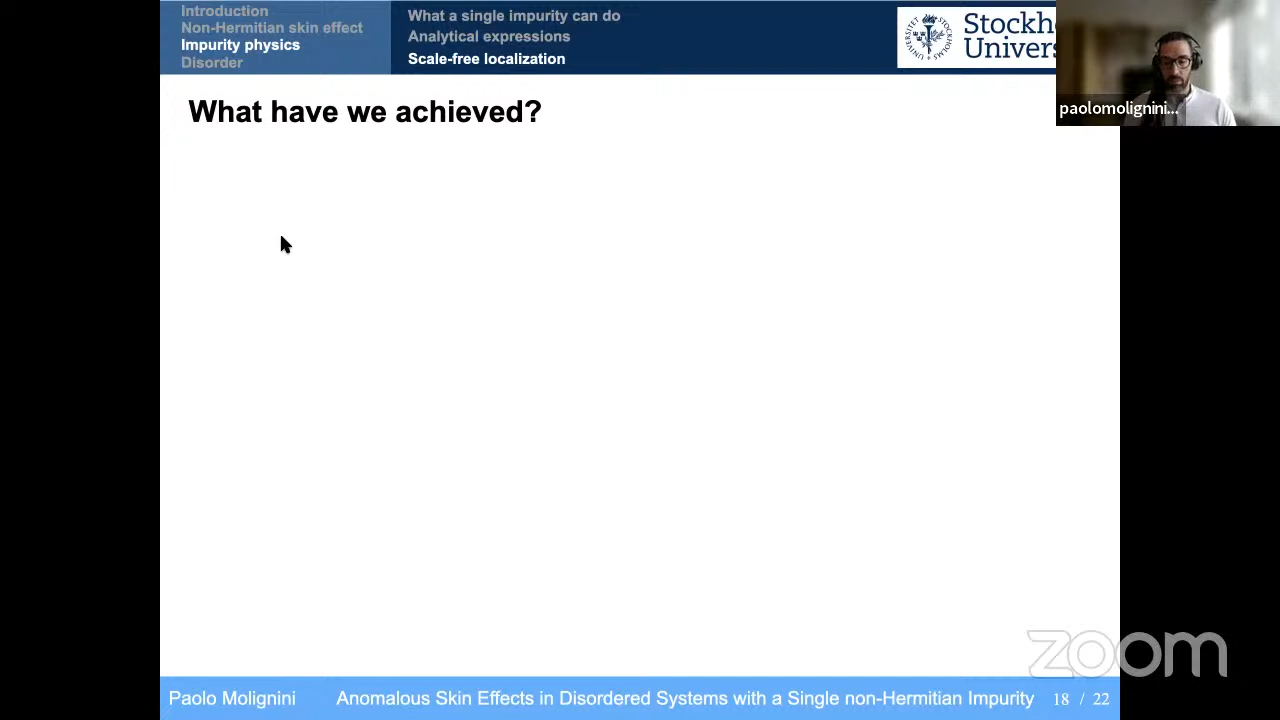 Introduction
Non-Hermitian skin effect
Impurity physics
Disorder
What a single impurity can do
Analytical expressions
Scale-free localization
Stockh
Univers
paolomolignini...
What have we achieved?
zoom
Paolo Molignini
Anomalous Skin Effects in Disordered Systems with a Single non-Hermitian Impurity
18 / 22